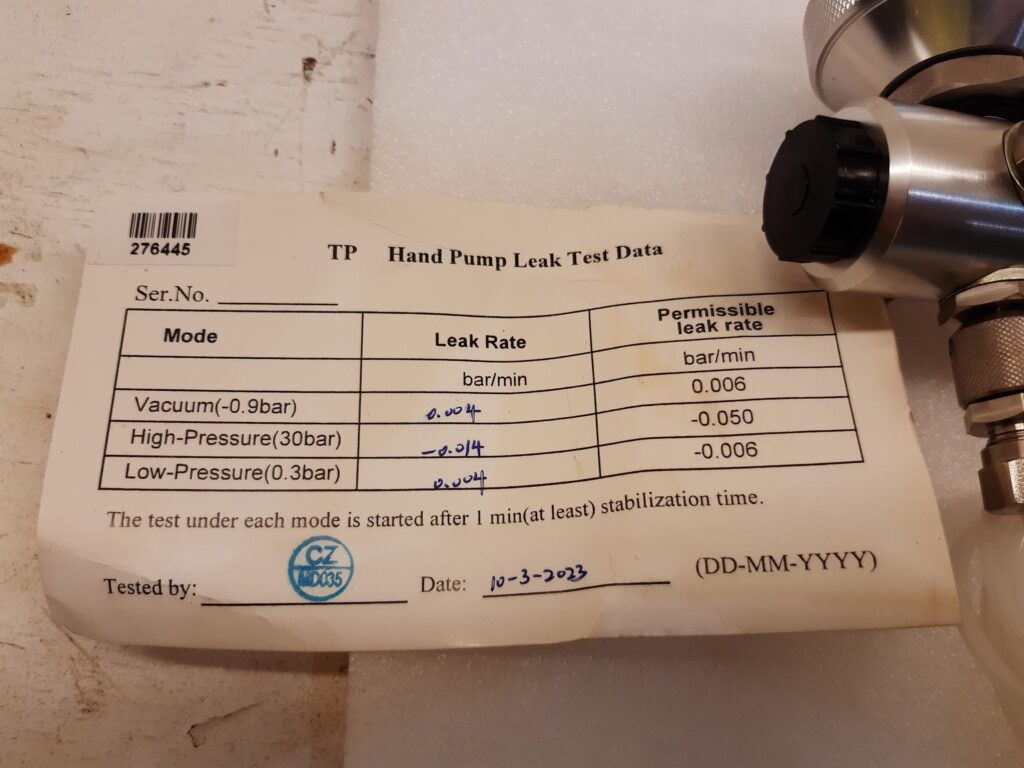 276445
TP Hand Pump Leak Test Data
Ser.No.
Mode Leak Rate Permissible leak rate
bar/min bar/min
Vacuum(-0.9bar) 0.004 0.006
High-Pressure(30bar) -0.014 -0.050
Low-Pressure(0.3bar) 0.004 -0.006
The test under each mode is started after 1 min(at least) stabilization time.
CZ
MD035
Tested by: Date: 10-3-2023 (DD-MM-YYYY)